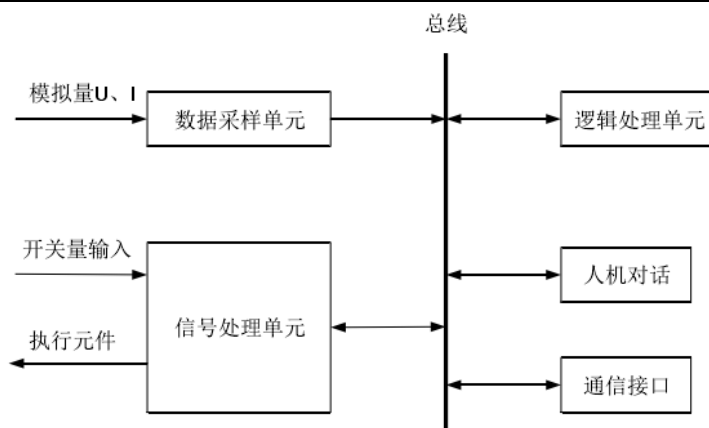 总线
模拟量U、I
数据采样单元
逻辑处理单元
开关量输入
人机对话
信号处理单元
执行元件
通信接口